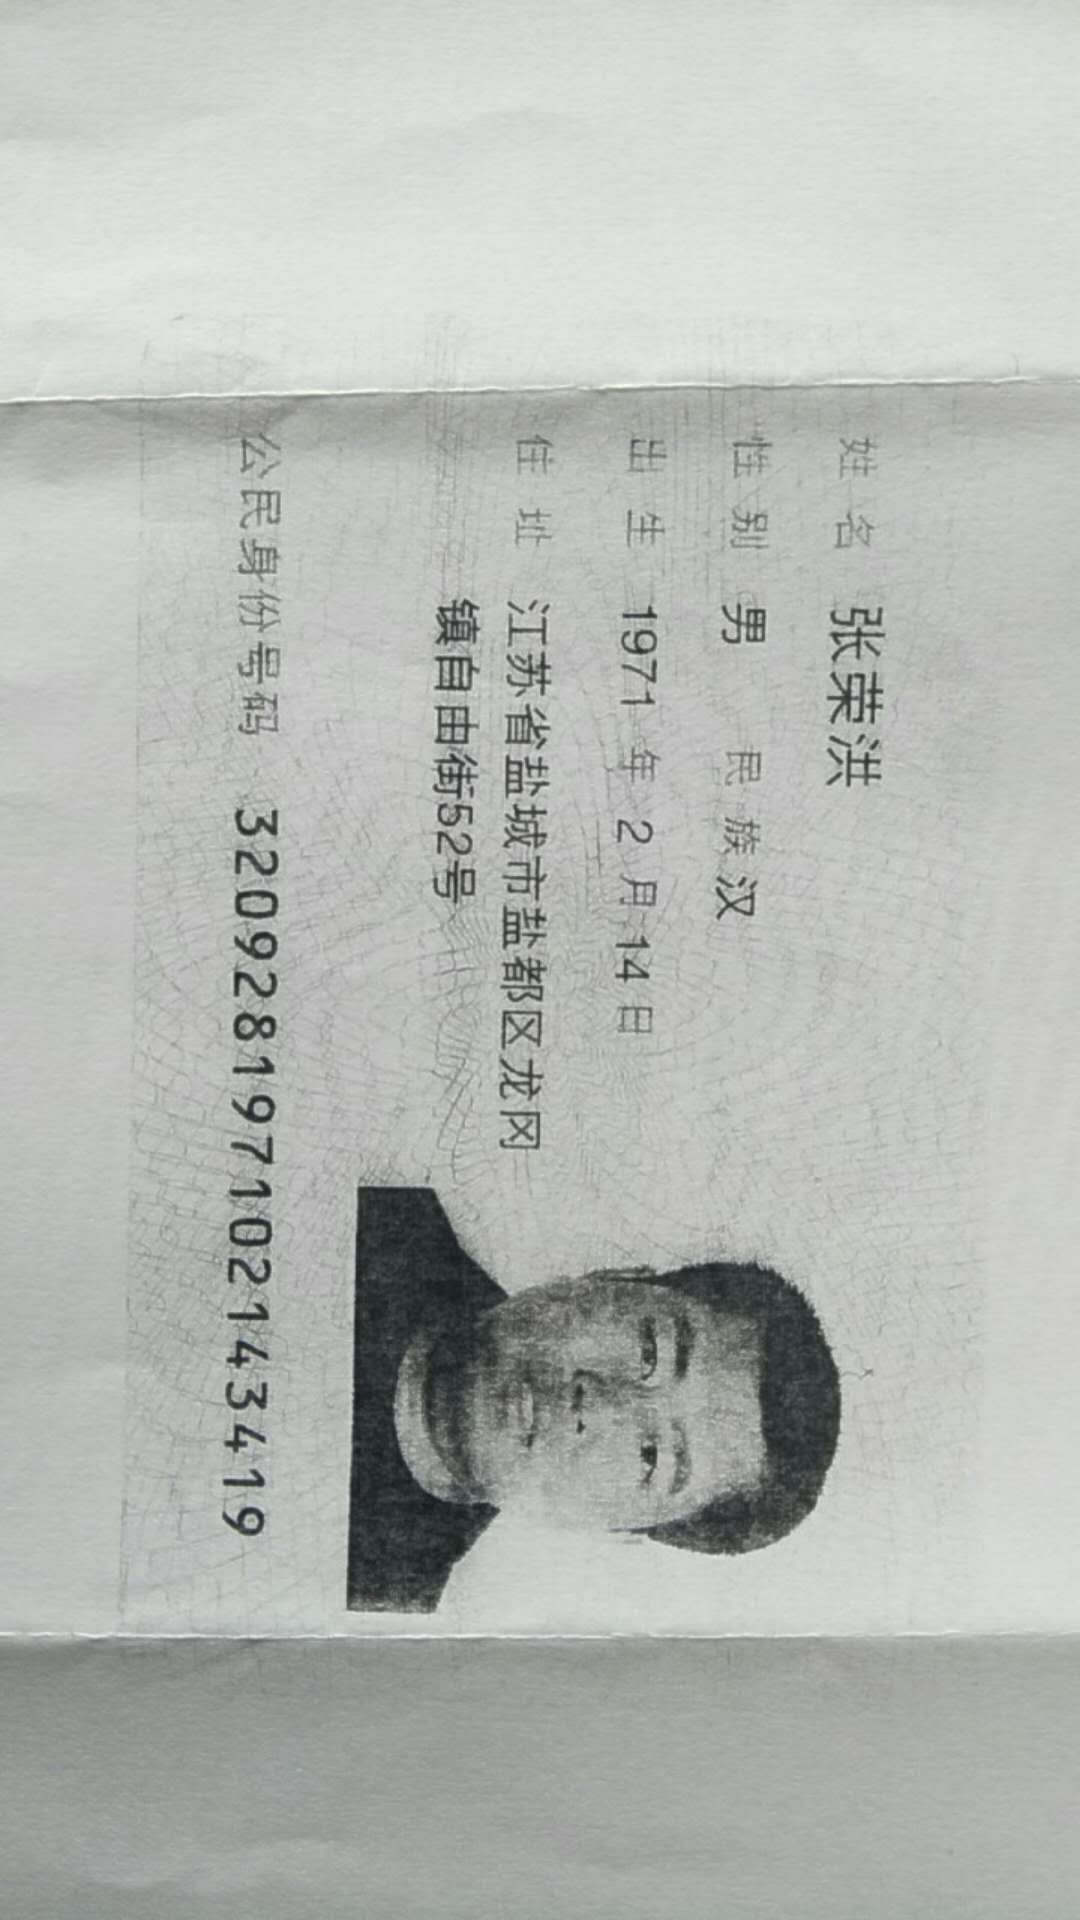 姓名 张荣洪
性别 男 民族 汉
出生 1971 年 2 月 14 日
住址 江苏省盐城市盐都区龙冈
镇自由街52号
公民身份号码 320928197102143419